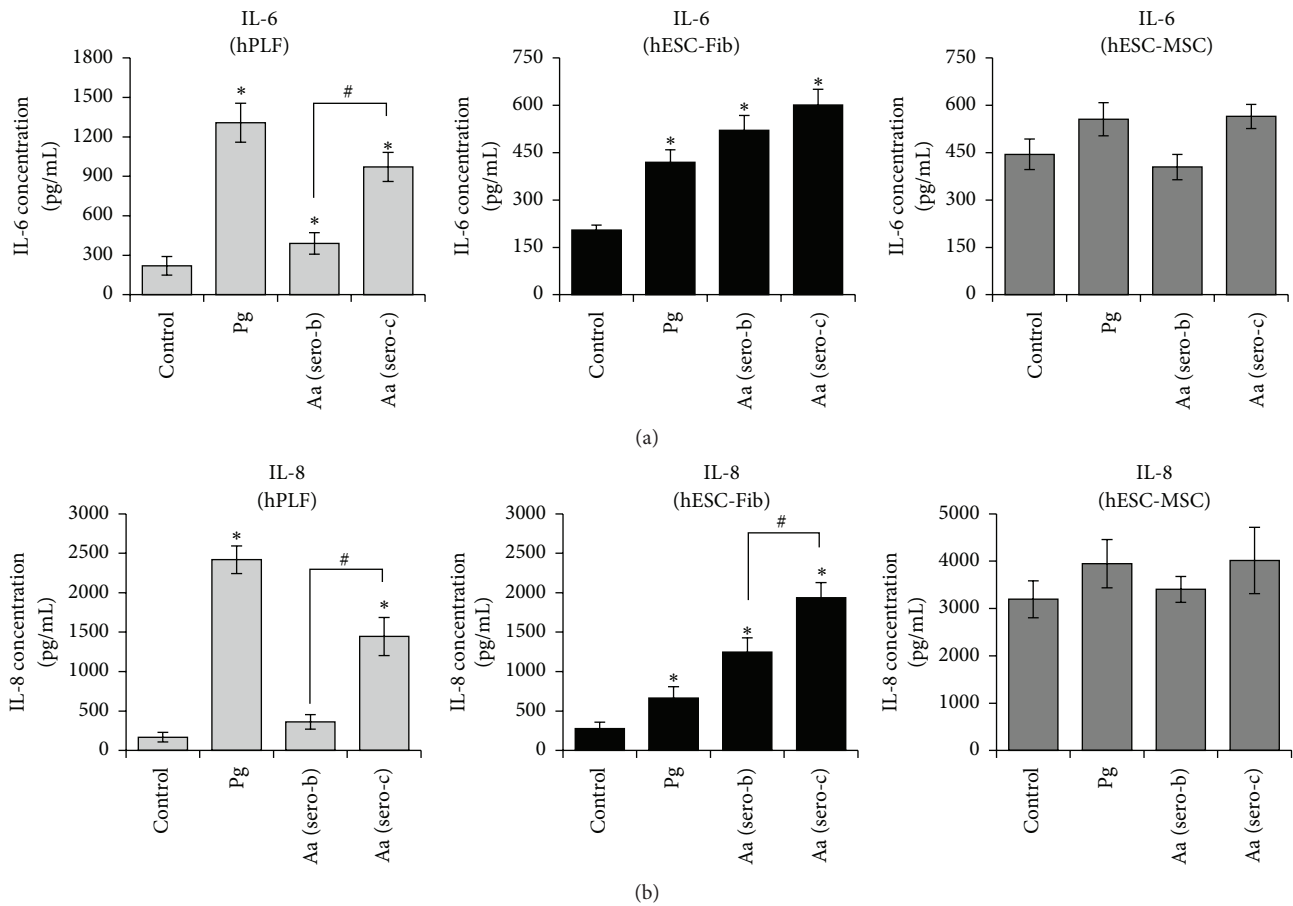 IL-6
(hPLF)
IL-6 concentration
(pg/mL)
1800
1500
1200
900
600
300
0
*
*
#
*
Control
Pg
Aa (sero-b)
Aa (sero-c)
IL-6
(hESC-Fib)
IL-6 concentration
(pg/mL)
750
600
450
300
150
0
*
*
*
Control
Pg
Aa (sero-b)
Aa (sero-c)
IL-6
(hESC-MSC)
IL-6 concentration
(pg/mL)
750
600
450
300
150
0
Control
Pg
Aa (sero-b)
Aa (sero-c)
(a)
IL-8
(hPLF)
IL-8 concentration
(pg/mL)
3000
2500
2000
1500
1000
500
0
*
#
*
Control
Pg
Aa (sero-b)
Aa (sero-c)
IL-8
(hESC-Fib)
IL-8 concentration
(pg/mL)
3000
2500
2000
1500
1000
500
0
*
*
#
*
Control
Pg
Aa (sero-b)
Aa (sero-c)
IL-8
(hESC-MSC)
IL-8 concentration
(pg/mL)
5000
4000
3000
2000
1000
0
Control
Pg
Aa (sero-b)
Aa (sero-c)
(b)